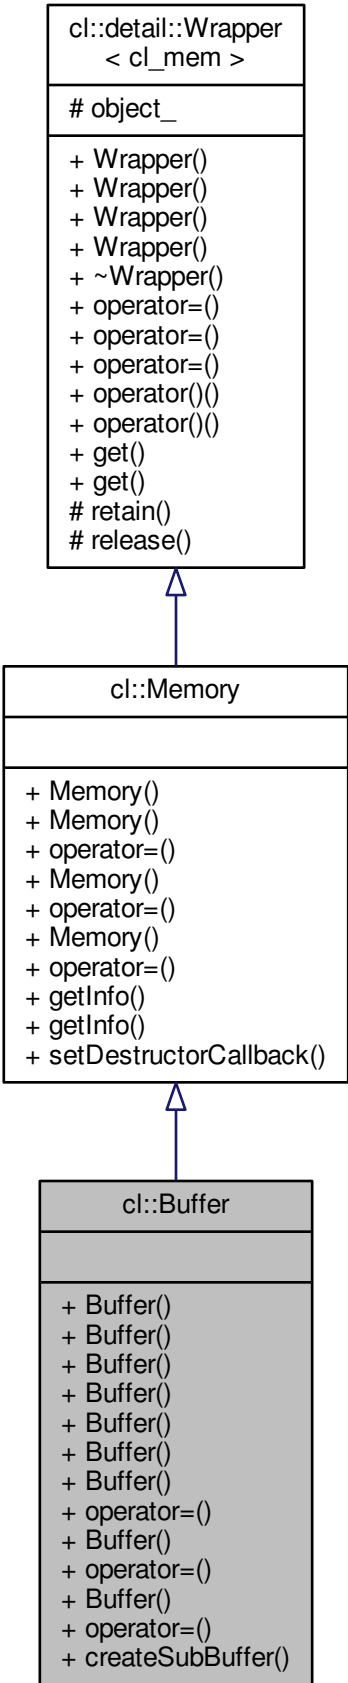 cl::detail::Wrapper
< cl_mem >
# object_
+ Wrapper()
+ Wrapper()
+ Wrapper()
+ Wrapper()
+ ~Wrapper()
+ operator=()
+ operator=()
+ operator=()
+ operator()()
+ operator()()
+ get()
+ get()
# retain()
# release()
cl::Memory
+ Memory()
+ Memory()
+ operator=()
+ Memory()
+ operator=()
+ Memory()
+ operator=()
+ getInfo()
+ getInfo()
+ setDestructorCallback()
cl::Buffer
+ Buffer()
+ Buffer()
+ Buffer()
+ Buffer()
+ Buffer()
+ Buffer()
+ Buffer()
+ operator=()
+ Buffer()
+ operator=()
+ Buffer()
+ operator=()
+ createSubBuffer()